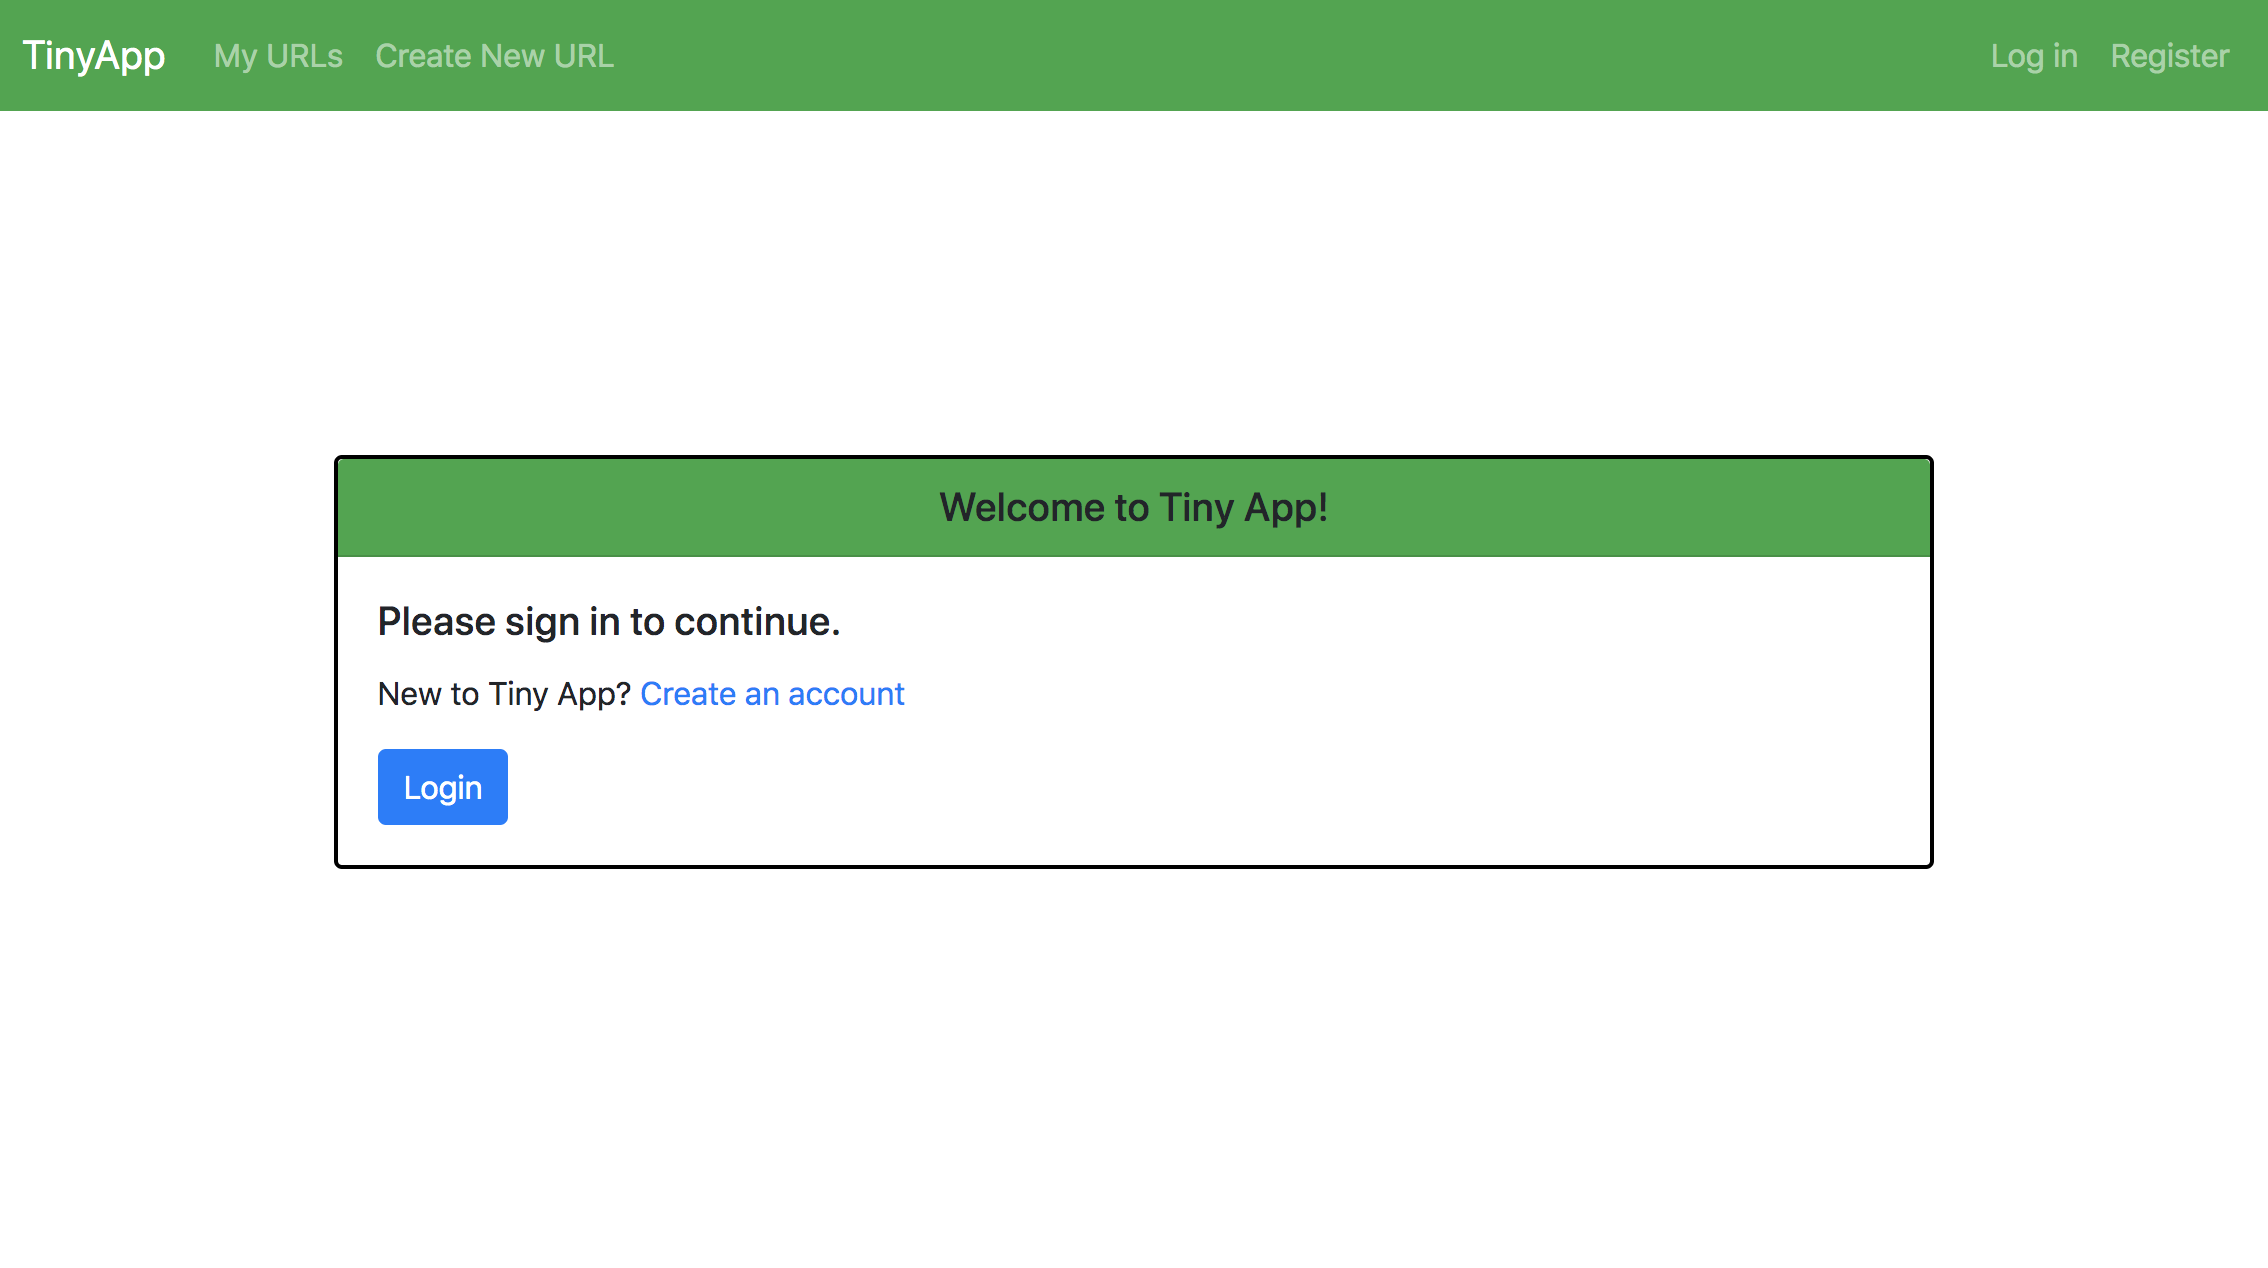 TinyApp My URLs Create New URL Log in Register
Welcome to Tiny App!
Please sign in to continue.
New to Tiny App? Create an account
Login